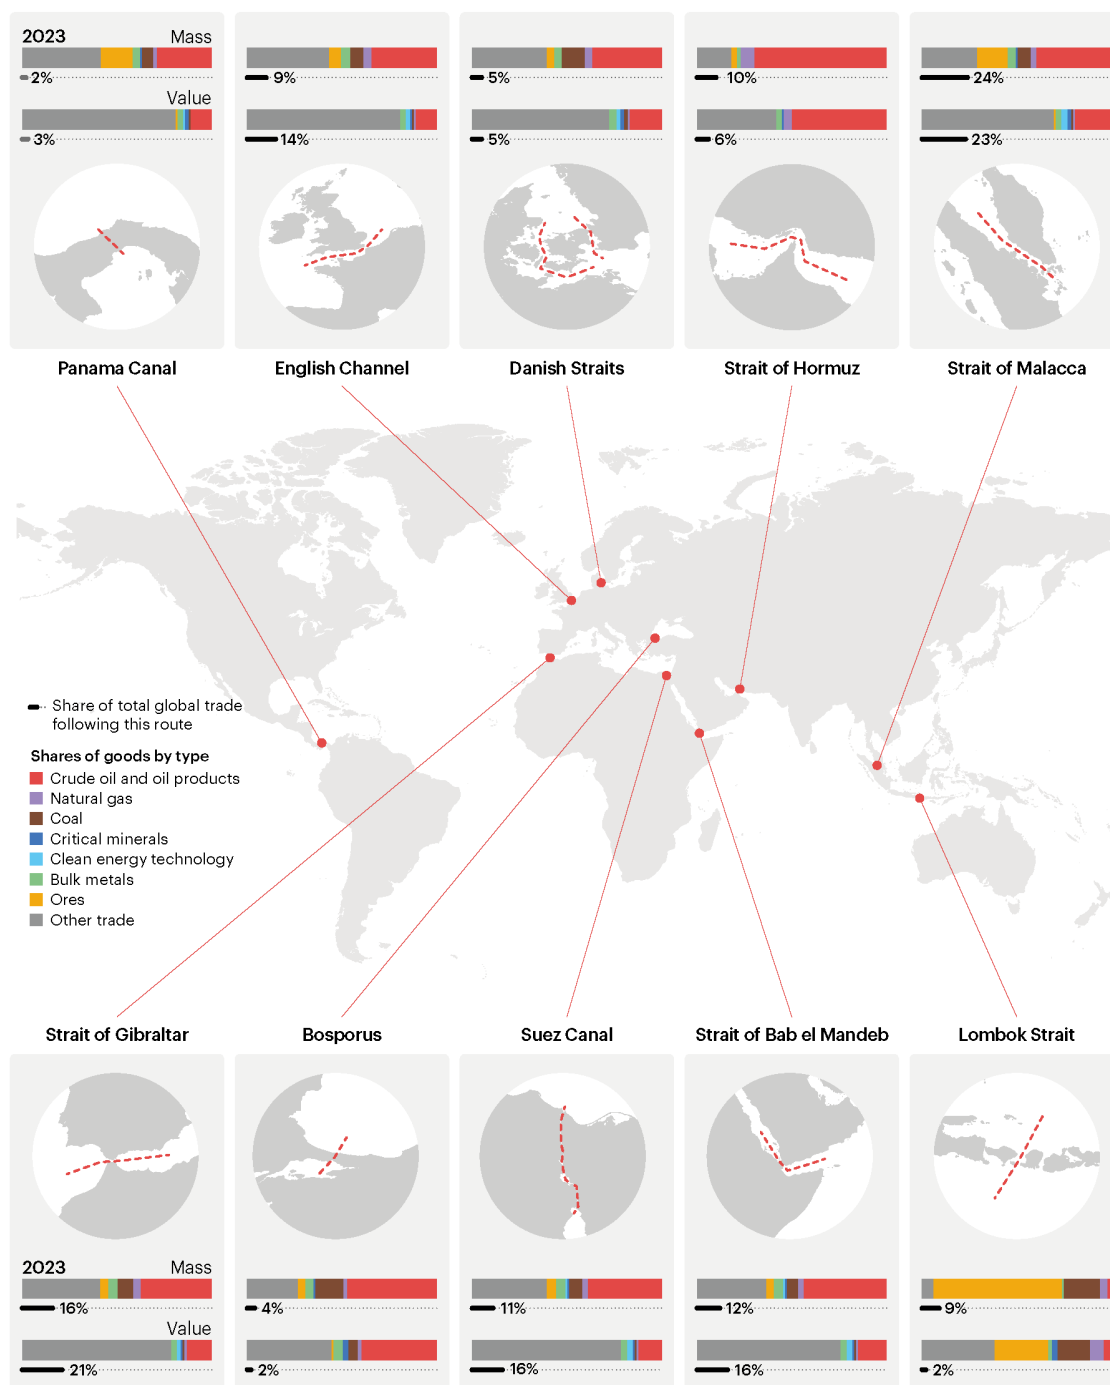 2023 Mass
2% 9% 5% 10% 24%
Value
3% 14% 5% 6% 23%
Panama Canal English Channel Danish Straits Strait of Hormuz Strait of Malacca
Share of total global trade
following this route
Shares of goods by type
Crude oil and oil products
Natural gas
Coal
Critical minerals
Clean energy technology
Bulk metals
Ores
Other trade
Strait of Gibraltar Bosporus Suez Canal Strait of Bab el Mandeb Lombok Strait
2023 Mass
16% 4% 11% 12% 9%
Value
21% 2% 16% 16% 2%